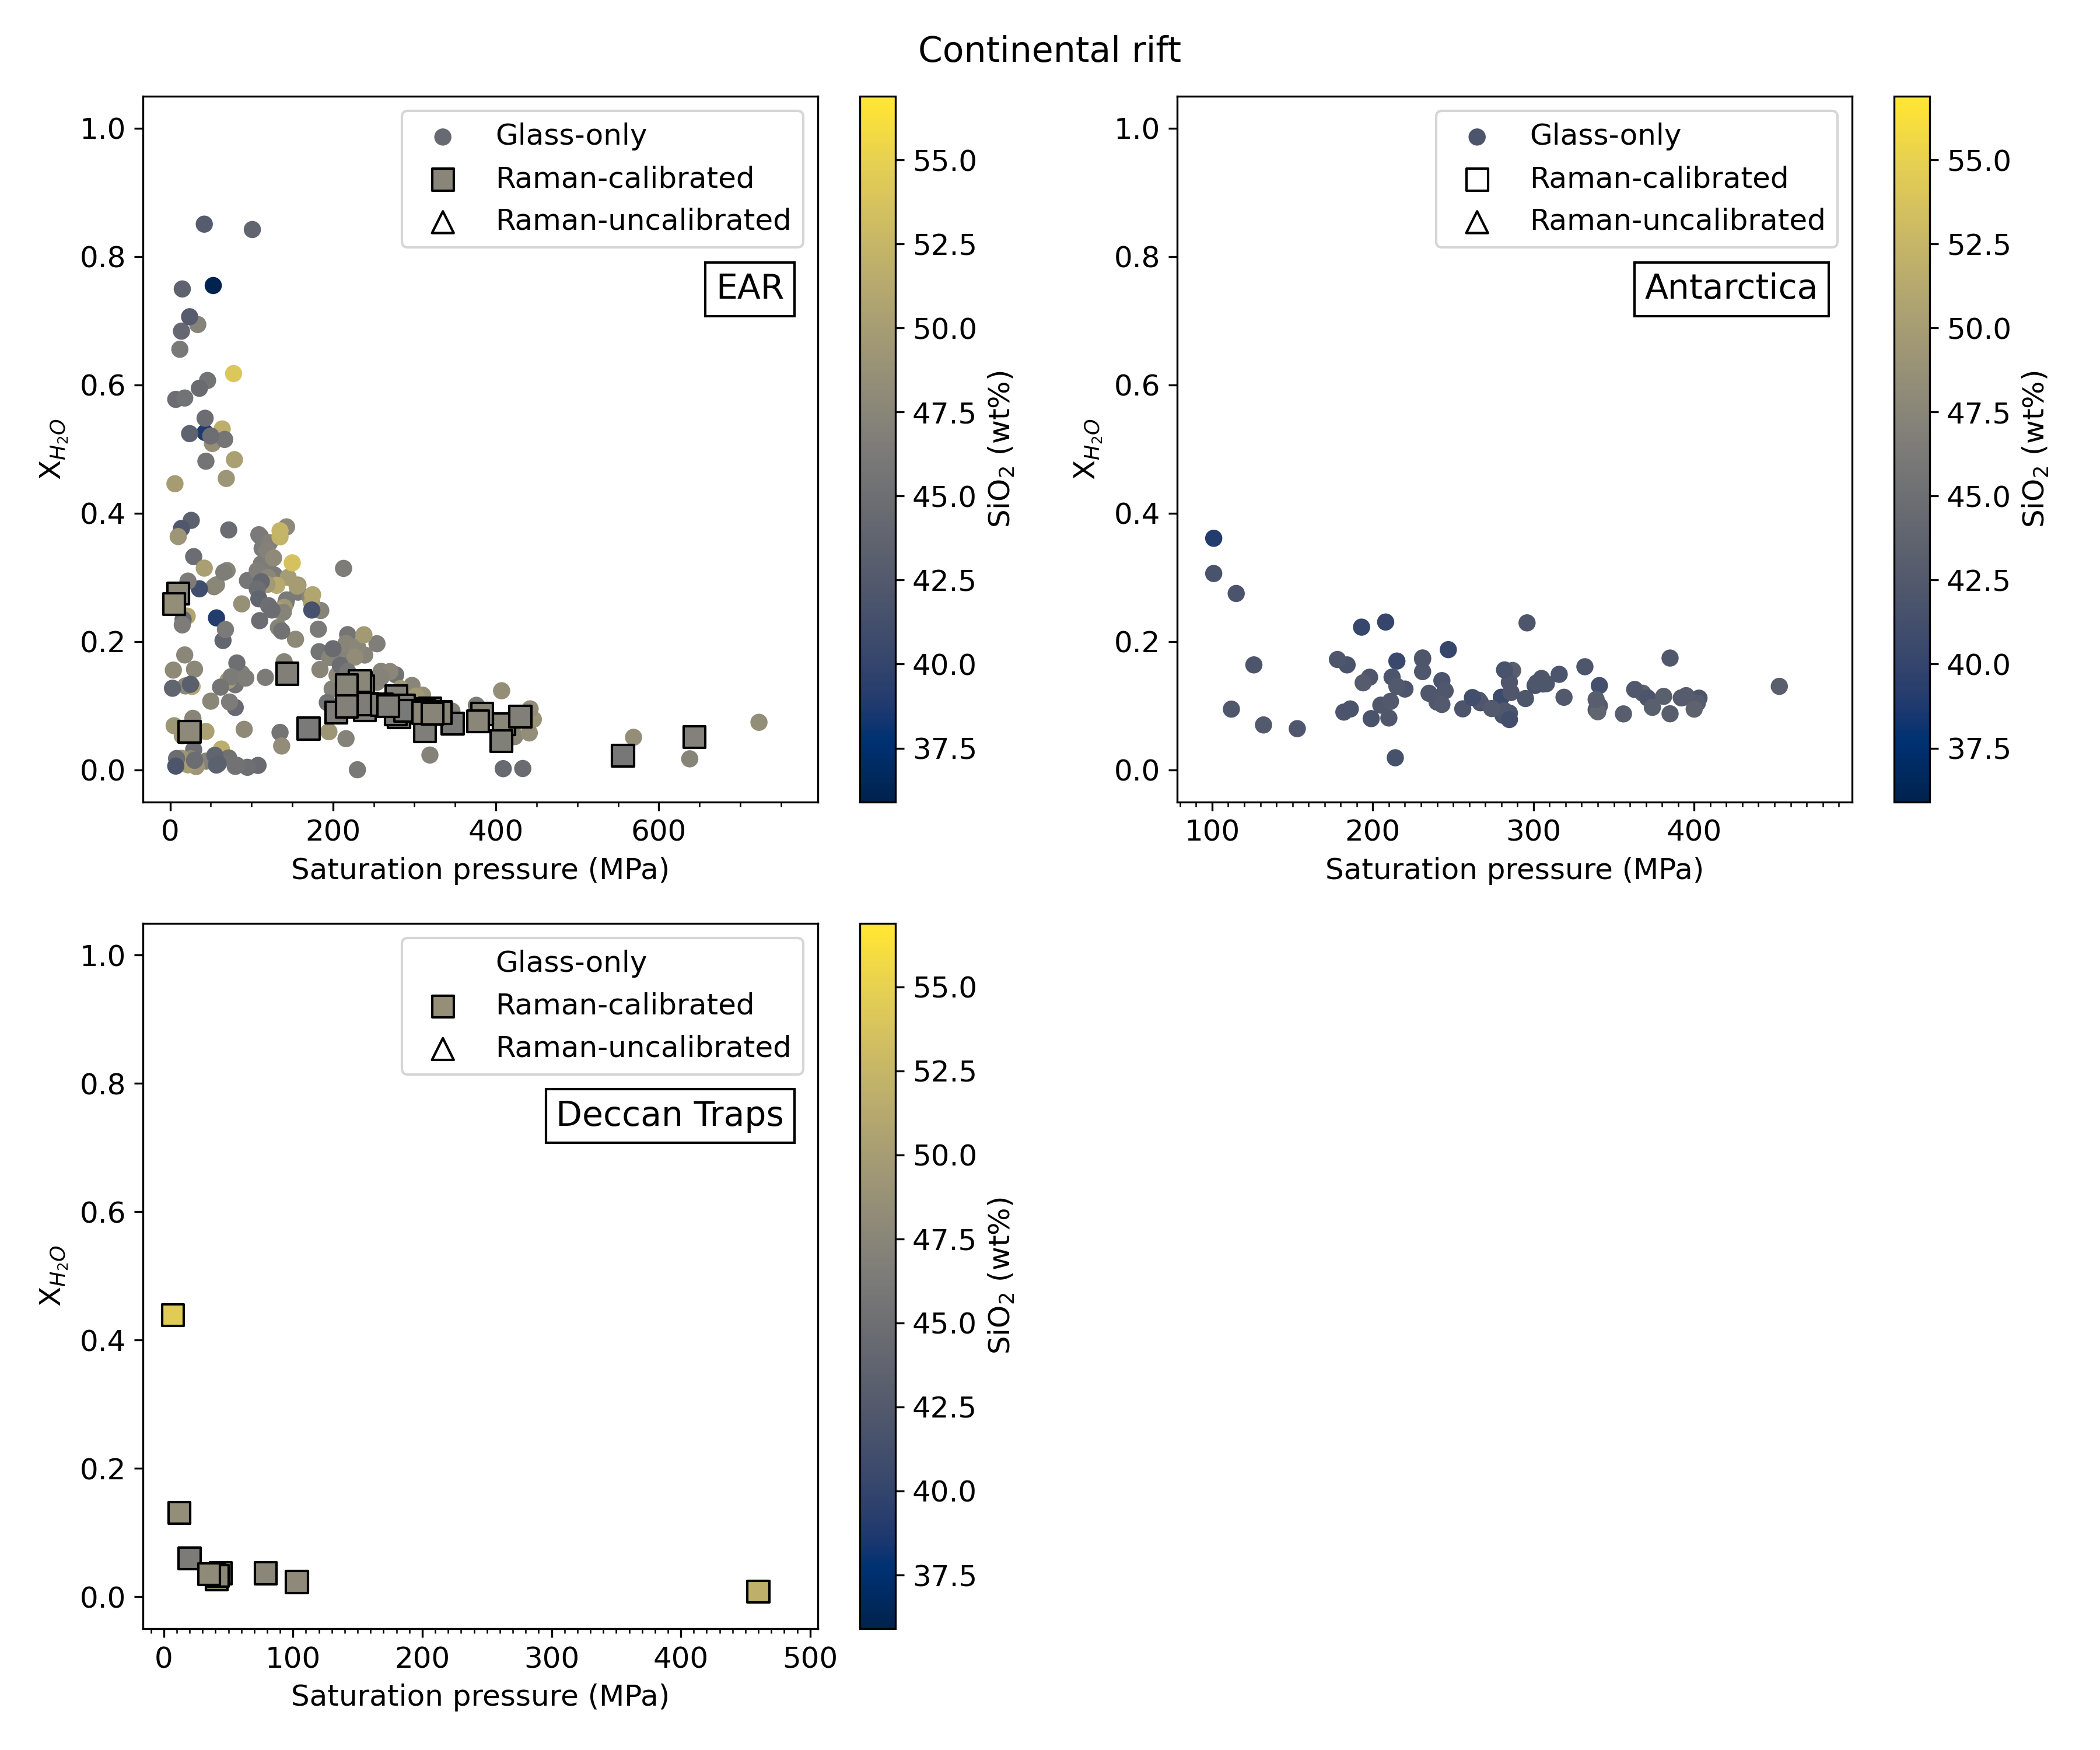 Continental rift
Glass-only
Raman-calibrated
Raman-uncalibrated
EAR
1.0
0.8
0.6
0.4
0.2
0.0
X_{H_2O}
0 200 400 600
Saturation pressure (MPa)
55.0
52.5
50.0
47.5
45.0
42.5
40.0
37.5
SiO₂ (wt%)
Glass-only
Raman-calibrated
Raman-uncalibrated
Antarctica
1.0
0.8
0.6
0.4
0.2
0.0
X_{H_2O}
100 200 300 400
Saturation pressure (MPa)
55.0
52.5
50.0
47.5
45.0
42.5
40.0
37.5
SiO₂ (wt%)
Glass-only
Raman-calibrated
Raman-uncalibrated
Deccan Traps
1.0
0.8
0.6
0.4
0.2
0.0
X_{H_2O}
0 100 200 300 400 500
Saturation pressure (MPa)
55.0
52.5
50.0
47.5
45.0
42.5
40.0
37.5
SiO₂ (wt%)